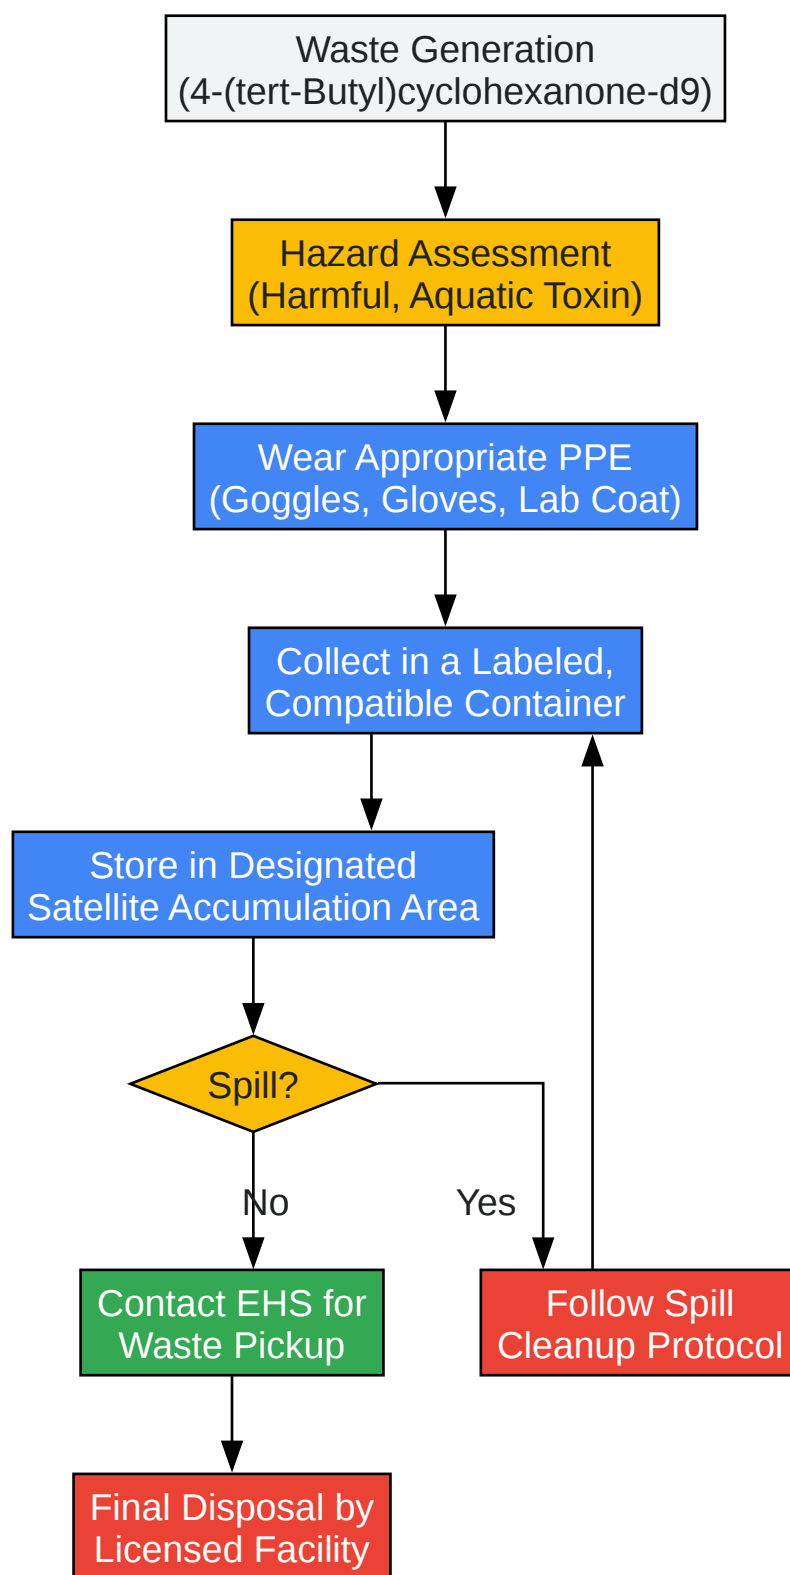 Waste Generation
(4-(tert-Butyl)cyclohexanone-d9)
Hazard Assessment
(Harmful, Aquatic Toxin)
Wear Appropriate PPE
(Goggles, Gloves, Lab Coat)
Collect in a Labeled,
Compatible Container
Store in Designated
Satellite Accumulation Area
Spill?
No
Yes
Contact EHS for
Waste Pickup
Follow Spill
Cleanup Protocol
Final Disposal by
Licensed Facility